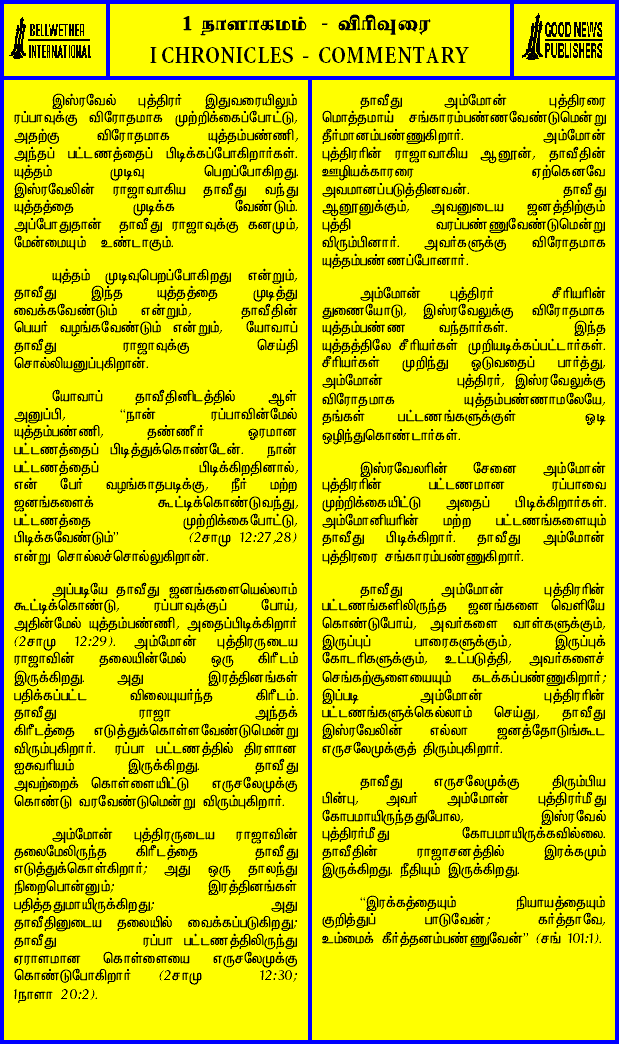 BELLWETHER
INTERNATIONAL
1 நாளாகமம் - விரிவுரை
I CHRONICLES - COMMENTARY
GOOD NEWS
PUBLISHERS
இஸ்ரவேல் புத்திரர் இதுவரையிலும்
ரப்பாவுக்கு விரோதமாக முற்றிக்கைப்போட்டு,
அதற்கு விரோதமாக யுத்தம்பண்ணி,
அந்தப் பட்டணத்தைப் பிடிக்கப்போகிறார்கள்.
யுத்தம் முடிவு பெறப்போகிறது.
இஸ்ரவேலின் ராஜாவாகிய தாவீது வந்து
யுத்தத்தை முடிக்க வேண்டும்.
அப்போதுதான் தாவீது ராஜாவுக்கு கனமும்,
மேன்மையும் உண்டாகும்.
யுத்தம் முடிவுபெறப்போகிறது என்றும்,
தாவீது இந்த யுத்தத்தை முடித்து
வைக்கவேண்டும் என்றும், தாவீதின்
பெயர் வழங்கவேண்டும் என்றும், யோவாப்
தாவீது ராஜாவுக்கு செய்தி
சொல்லியனுப்புகிறான்.
யோவாப் தாவீதினிடத்தில் ஆள்
அனுப்பி, “நான் ரப்பாவின்மேல்
யுத்தம்பண்ணி, தண்ணீர் ஓரமான
பட்டணத்தைப் பிடித்துக்கொண்டேன். நான்
பட்டணத்தைப் பிடிக்கிறதினால்,
என் பேர் வழங்காதபடிக்கு, நீர் மற்ற
ஜனங்களைக் கூட்டிக்கொண்டுவந்து,
பட்டணத்தை முற்றிக்கைபோட்டு,
பிடிக்கவேண்டும்” (2சாமு 12:27,28)
என்று சொல்லச்சொல்லுகிறான்.
அப்படியே தாவீது ஜனங்களையெல்லாம்
கூட்டிக்கொண்டு, ரப்பாவுக்குப் போய்,
அதின்மேல் யுத்தம்பண்ணி, அதைப்பிடிக்கிறார்
(2சாமு 12:29). அம்மோன் புத்திரருடைய
ராஜாவின் தலையின்மேல் ஒரு கிரீடம்
இருக்கிறது. அது இரத்தினங்கள்
பதிக்கப்பட்ட விலையுயர்ந்த கிரீடம்.
தாவீது ராஜா அந்தக்
கிரீடத்தை எடுத்துக்கொள்ளவேண்டுமென்று
விரும்புகிறார். ரப்பா பட்டணத்தில் திரளான
ஐசுவரியம் இருக்கிறது. தாவீது
அவற்றைக் கொள்ளையிட்டு எருசலேமுக்கு
கொண்டு வரவேண்டுமென்று விரும்புகிறார்.
அம்மோன் புத்திரருடைய ராஜாவின்
தலைமேலிருந்த கிரீடத்தை தாவீது
எடுத்துக்கொள்கிறார்; அது ஒரு தாலந்து
நிறைபொன்னும்; இரத்தினங்கள்
பதித்ததுமாயிருக்கிறது; அது
தாவீதினுடைய தலையில் வைக்கப்படுகிறது;
தாவீது ரப்பா பட்டணத்திலிருந்து
ஏராளமான கொள்ளையை எருசலேமுக்கு
கொண்டுபோகிறார் (2சாமு 12:30;
1நாளா 20:2).
தாவீது அம்மோன் புத்திரரை
மொத்தமாய் சங்காரம்பண்ணவேண்டுமென்று
தீர்மானம்பண்ணுகிறார். அம்மோன்
புத்திரரின் ராஜாவாகிய ஆனூன், தாவீதின்
ஊழியக்காரரை ஏற்கெனவே
அவமானப்படுத்தினவன். தாவீது
ஆனூனுக்கும், அவனுடைய ஜனத்திற்கும்
புத்தி வரப்பண்ணுவேண்டுமென்று
விரும்பினார். அவர்களுக்கு விரோதமாக
யுத்தம்பண்ணப்போனார்.
அம்மோன் புத்திரர் சீரியரின்
துணையோடு, இஸ்ரவேலுக்கு விரோதமாக
யுத்தம்பண்ண வந்தார்கள். இந்த
யுத்தத்திலே சீரியர்கள் முறியடிக்கப்பட்டார்கள்.
சீரியர்கள் முறிந்து ஓடுவதைப் பார்த்து,
அம்மோன் புத்திரர், இஸ்ரவேலுக்கு
விரோதமாக யுத்தம்பண்ணாமலேயே,
தங்கள் பட்டணங்களுக்குள் ஓடி
ஒழிந்துகொண்டார்கள்.
இஸ்ரவேலரின் சேனை அம்மோன்
புத்திரரின் பட்டணமான ரப்பாவை
முற்றிக்கையிட்டு அதைப் பிடிக்கிறார்கள்.
அம்மோனியரின் மற்ற பட்டணங்களையும்
தாவீது பிடிக்கிறார். தாவீது அம்மோன்
புத்திரரை சங்காரம்பண்ணுகிறார்.
தாவீது அம்மோன் புத்திரரின்
பட்டணங்களிலிருந்த ஜனங்களை வெளியே
கொண்டுபோய், அவர்களை வாள்களுக்கும்,
இருப்புப் பாரைகளுக்கும், இருப்புக்
கோடரிகளுக்கும், உட்படுத்தி, அவர்களைச்
செங்கற்சூளையையும் கடக்கப்பண்ணுகிறார்;
இப்படி அம்மோன் புத்திரரின்
பட்டணங்களுக்கெல்லாம் செய்து, தாவீது
இஸ்ரவேலின் எல்லா ஜனத்தோடுங்கூட
எருசலேமுக்குத் திரும்புகிறார்.
தாவீது எருசலேமுக்கு திரும்பிய
பின்பு, அவர் அம்மோன் புத்திரர்மீது
கோபமாயிருந்ததுபோல, இஸ்ரவேல்
புத்திரர்மீது கோபமாயிருக்கவில்லை.
தாவீதின் ராஜாசனத்தில் இரக்கமும்
இருக்கிறது. நீதியும் இருக்கிறது.
“இரக்கத்தையும் நியாயத்தையும்
குறித்துப் பாடுவேன்; கர்த்தாவே,
உம்மைக் கீர்த்தனம்பண்ணுவேன்” (சங் 101:1).